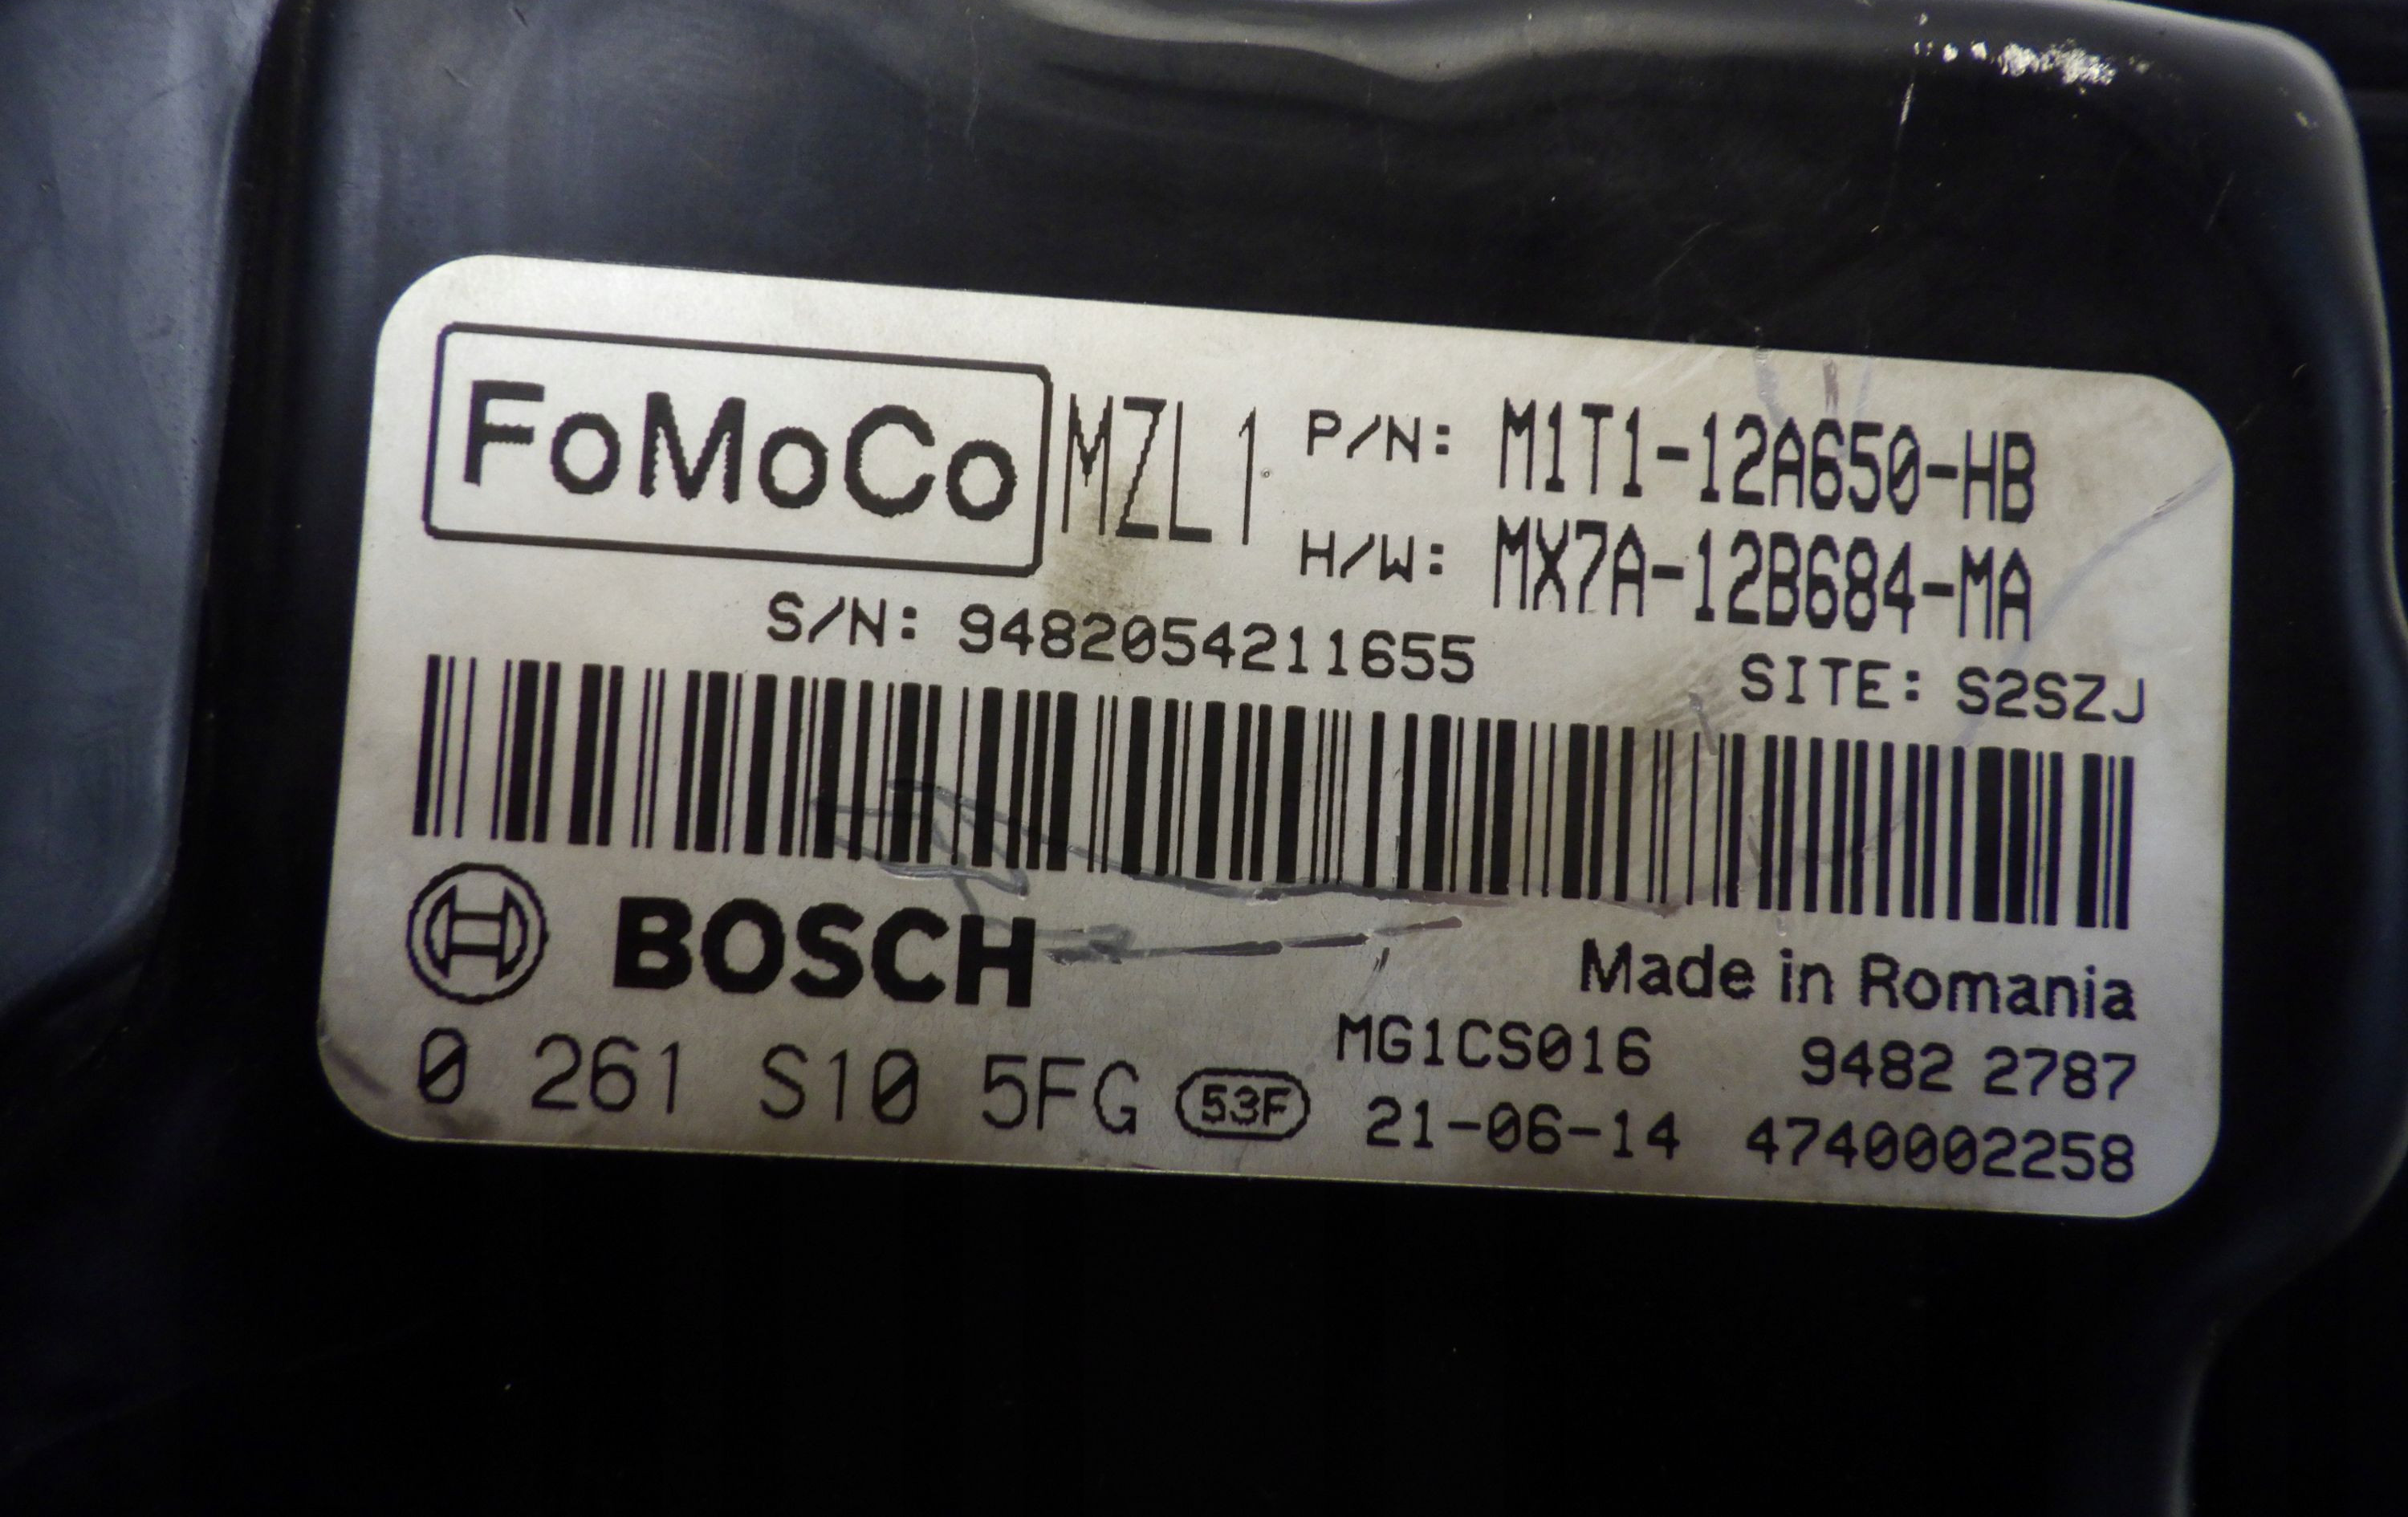 FoMoCo MZL1 P/N: M1T1-12A650-HB
H/W: MX7A-12B684-MA
S/N: 9482054211655
SITE: S2SZJ
BOSCH
Made in Romania
MG1CS016 9482 2787
0 261 S10 5FG 53F 21-06-14 4740002258